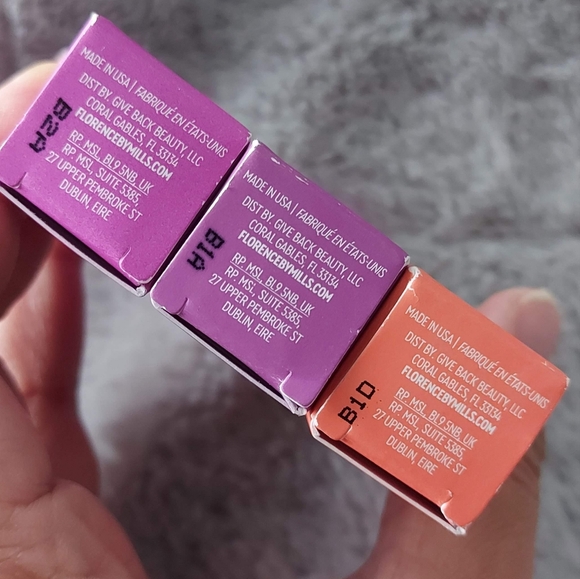 MADE IN USA | FABRIQUÉ EN ÉTATS-UNIS
DIST BY. GIVE BACK BEAUTY, LLC
CORAL GABLES, FL 33134
FLORENCEBYMILLS.COM
RP. MSL, BL9 5NB, UK
RP. MSL, SUITE 5385,
27 UPPER PEMBROKE ST
DUBLIN, EIRE
B2A
MADE IN USA | FABRIQUÉ EN ÉTATS-UNIS
DIST BY. GIVE BACK BEAUTY, LLC
CORAL GABLES, FL 33134
FLORENCEBYMILLS.COM
RP. MSL, BL9 5NB, UK
RP. MSL, SUITE 5385,
27 UPPER PEMBROKE ST
DUBLIN, EIRE
B1A
MADE IN USA | FABRIQUÉ EN ÉTATS-UNIS
DIST BY. GIVE BACK BEAUTY, LLC
CORAL GABLES, FL 33134
FLORENCEBYMILLS.COM
RP. MSL, BL9 5NB, UK
RP. MSL, SUITE 5385,
27 UPPER PEMBROKE ST
DUBLIN, EIRE
B1D